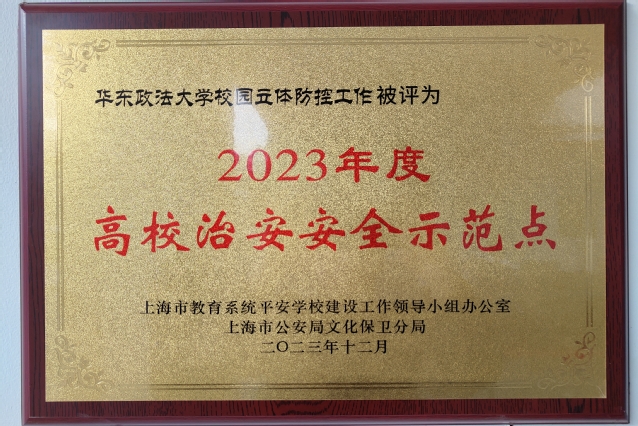 华东政法大学校园立体防控工作被评为
2023年度
高校治安安全示范点
上海市教育系统平安学校建设工作领导小组办公室
上海市公安局文化保卫分局
二〇二三年十二月